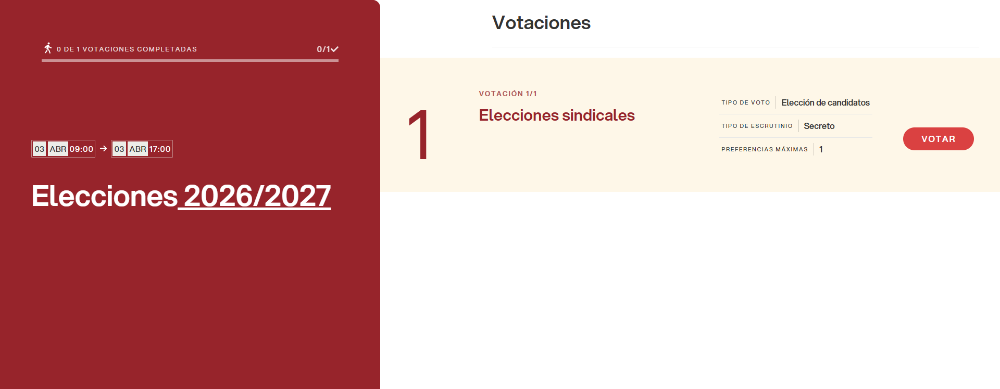 0 DE 1 VOTACIONES COMPLETADAS 0/1
03 ABR 09:00 → 03 ABR 17:00
Elecciones 2026/2027
Votaciones
1
VOTACIÓN 1/1
Elecciones sindicales
TIPO DE VOTO Elección de candidatos
TIPO DE ESCRUTINIO Secreto
PREFERENCIAS MÁXIMAS 1
VOTAR